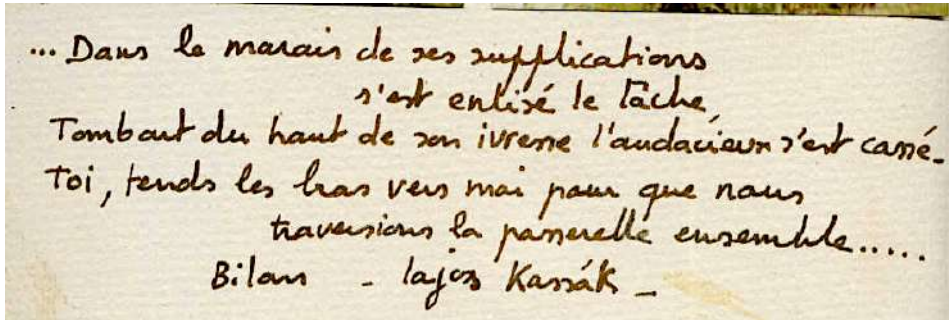 ... Dans le marais de ses supplications
s'est enlisé le lâche
Tombant du haut de son ivresse l'audacieux s'est cassé_
Toi, tends les bras vers moi pour que nous
traversions la passerelle ensemble.....
Bilan - lajos Kassák _